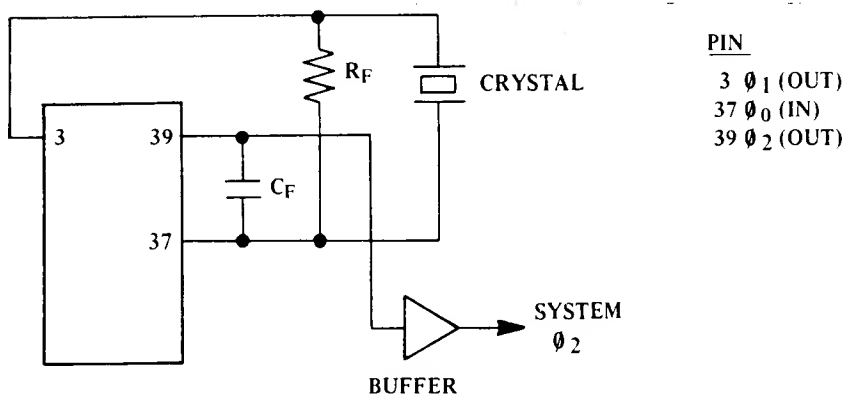 PIN
3 Ø1 (OUT)
37 Ø0 (IN)
39 Ø2 (OUT)
RF
CRYSTAL
3
39
CF
37
SYSTEM
Ø2
BUFFER